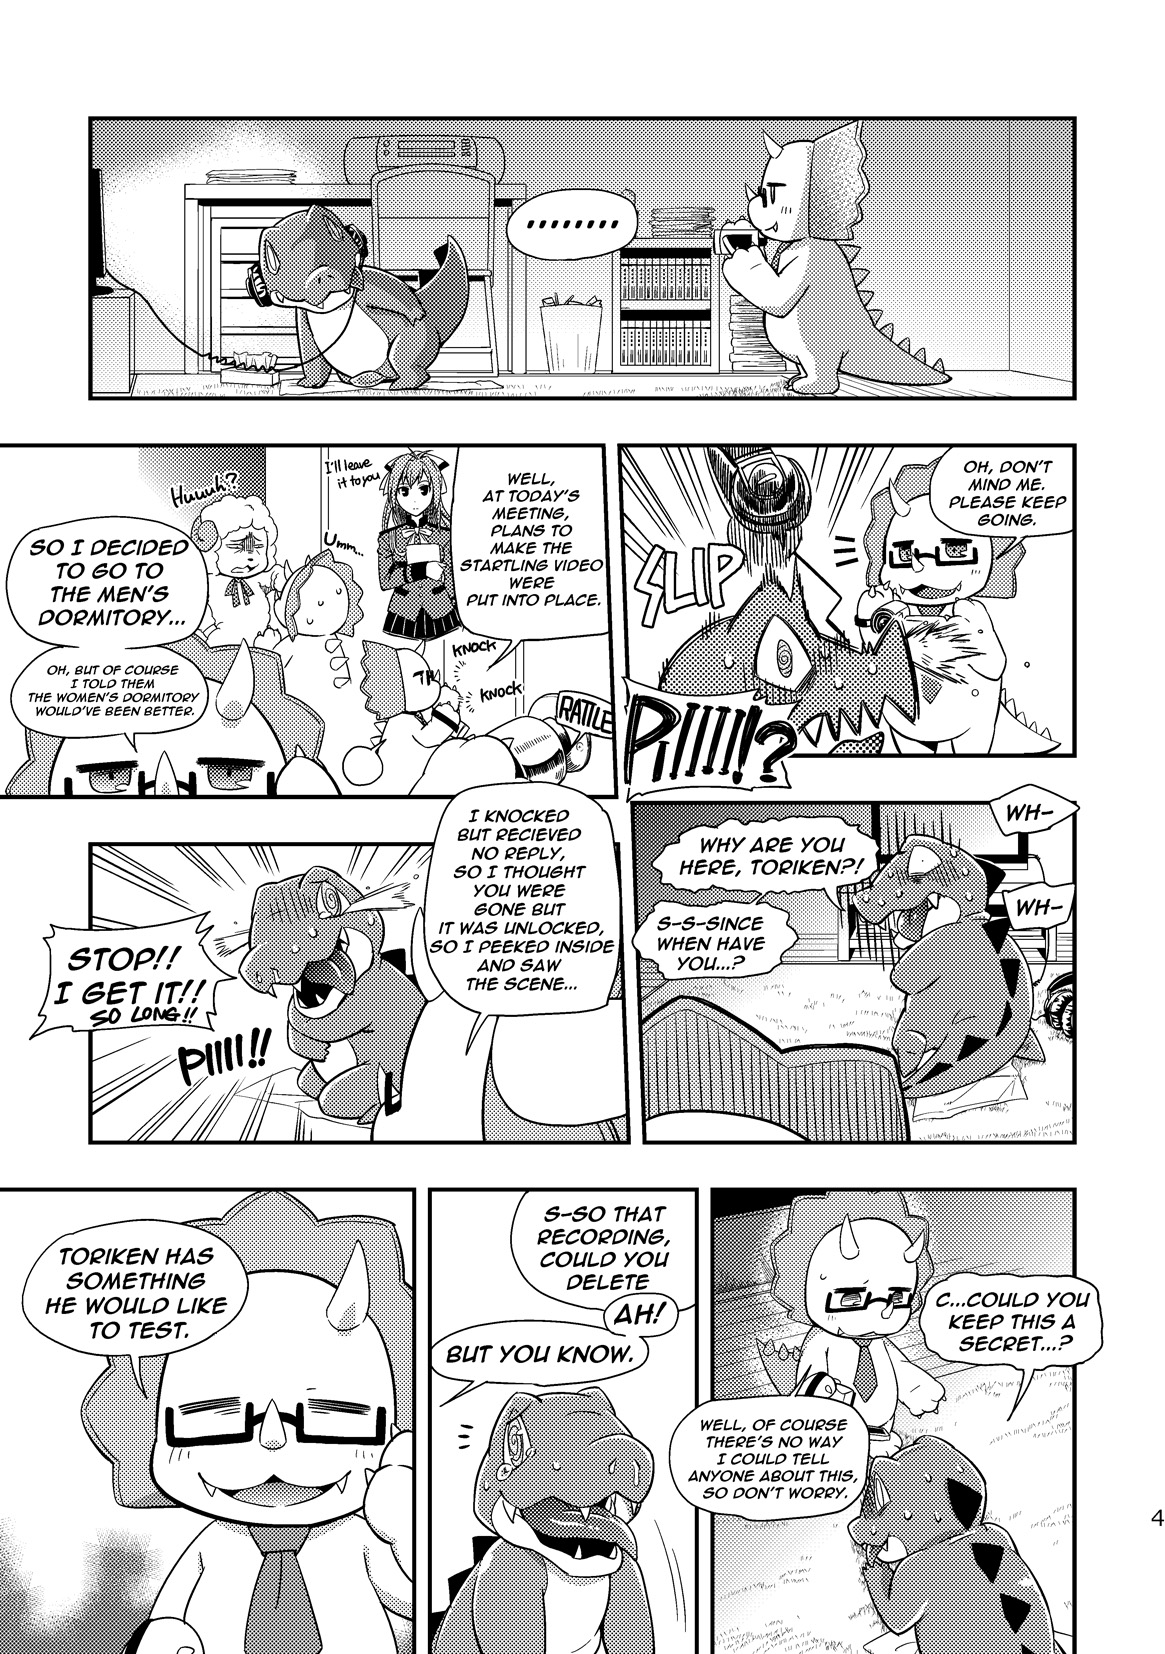 ........
OH, DON'T
MIND ME.
PLEASE KEEP
GOING.
SLIP
PIIIII!!?
WELL,
AT TODAY'S
MEETING,
PLANS TO
MAKE THE
STARTLING VIDEO
WERE
PUT INTO PLACE.
I'll leave
it to you
Huuuh?
Umm...
KNOCK
KNOCK
RATTLE
SO I DECIDED
TO GO TO
THE MEN'S
DORMITORY...
OH, BUT OF COURSE
I TOLD THEM
THE WOMEN'S DORMITORY
WOULD'VE BEEN BETTER.
WH-
WH-
WHY ARE YOU
HERE, TORIKEN?!
S-S-SINCE
WHEN HAVE
YOU...?
I KNOCKED
BUT RECIEVED
NO REPLY,
SO I THOUGHT
YOU WERE
GONE BUT
IT WAS UNLOCKED,
SO I PEEKED INSIDE
AND SAW
THE SCENE...
STOP!!
I GET IT!!
SO LONG!!
PIIII!!
C...COULD YOU
KEEP THIS A
SECRET...?
WELL, OF COURSE
THERE'S NO WAY
I COULD TELL
ANYONE ABOUT THIS,
SO DON'T WORRY.
S-SO THAT
RECORDING,
COULD YOU
DELETE
AH!
BUT YOU KNOW.
TORIKEN HAS
SOMETHING
HE WOULD LIKE
TO TEST.
4